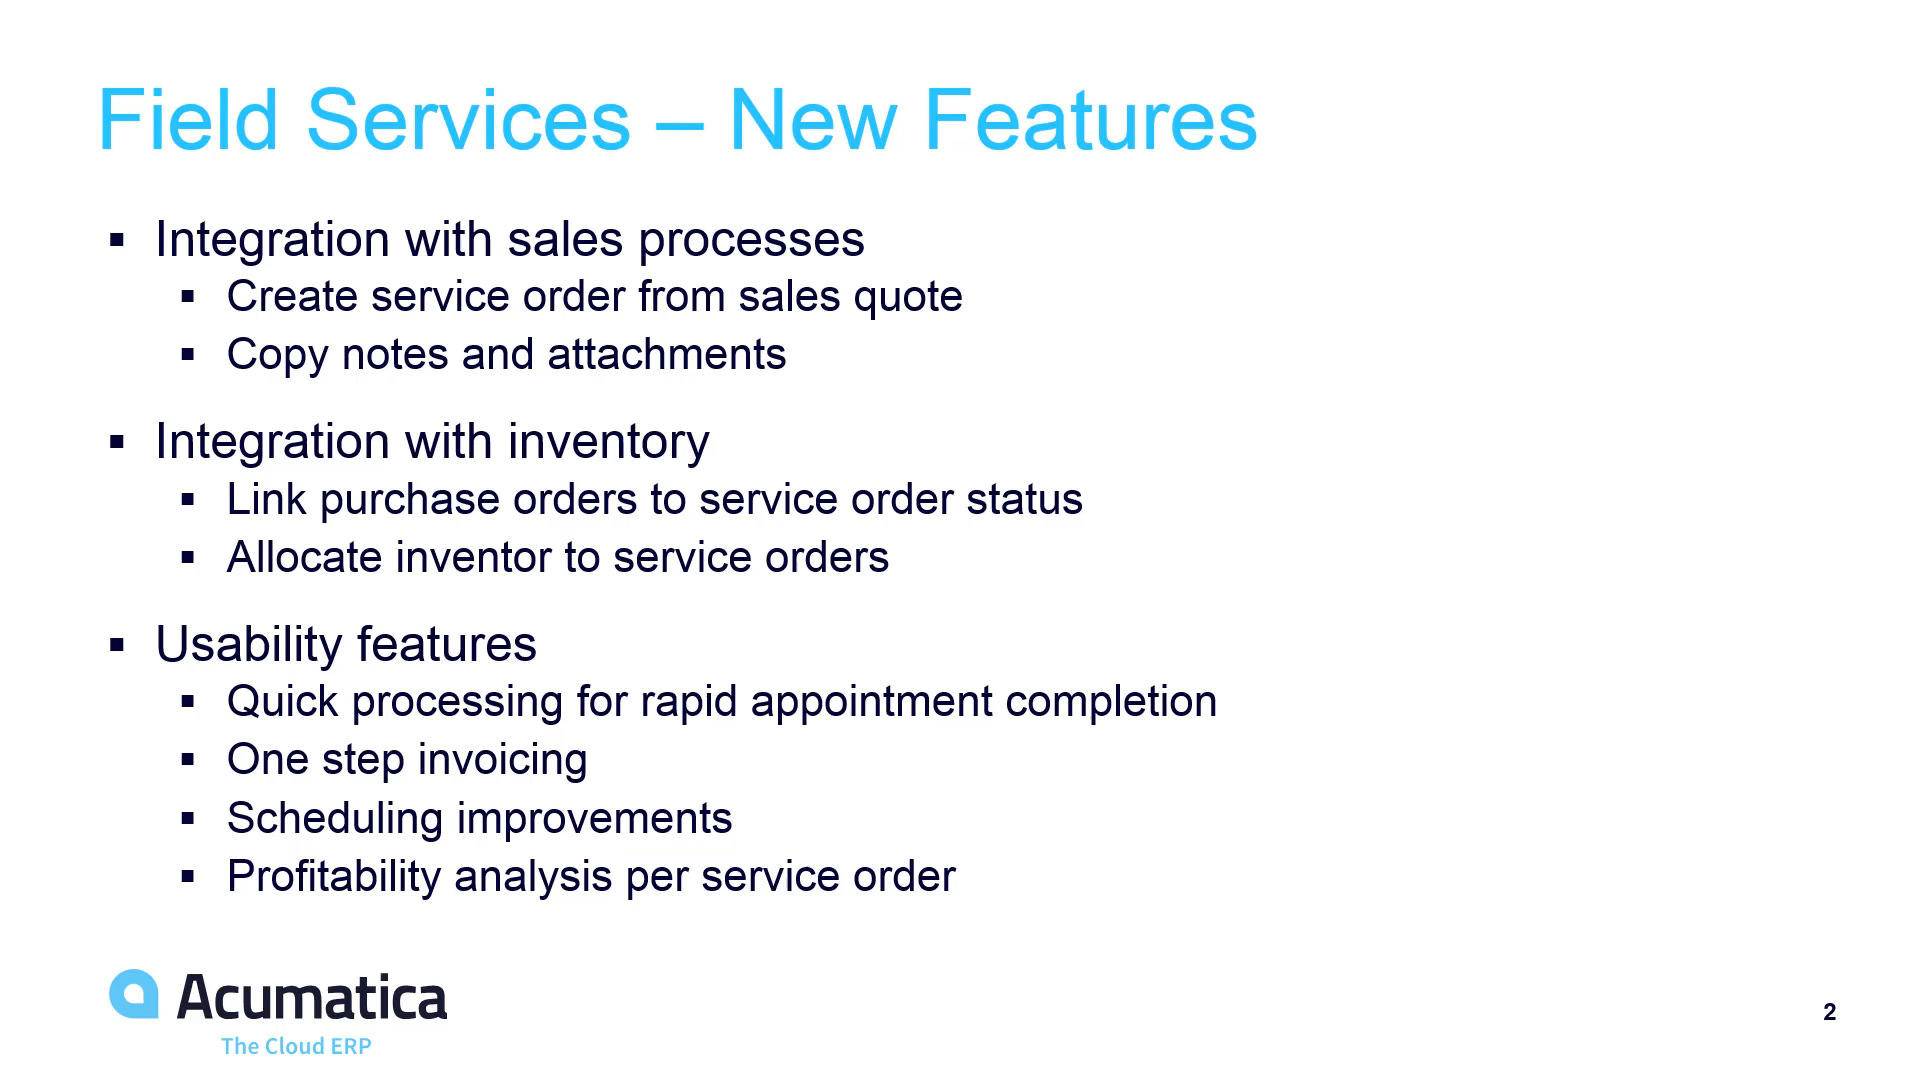 Field Services – New Features
▪ Integration with sales processes
▪ Create service order from sales quote
▪ Copy notes and attachments
▪ Integration with inventory
▪ Link purchase orders to service order status
▪ Allocate inventor to service orders
▪ Usability features
▪ Quick processing for rapid appointment completion
▪ One step invoicing
▪ Scheduling improvements
▪ Profitability analysis per service order
Acumatica
The Cloud ERP
2